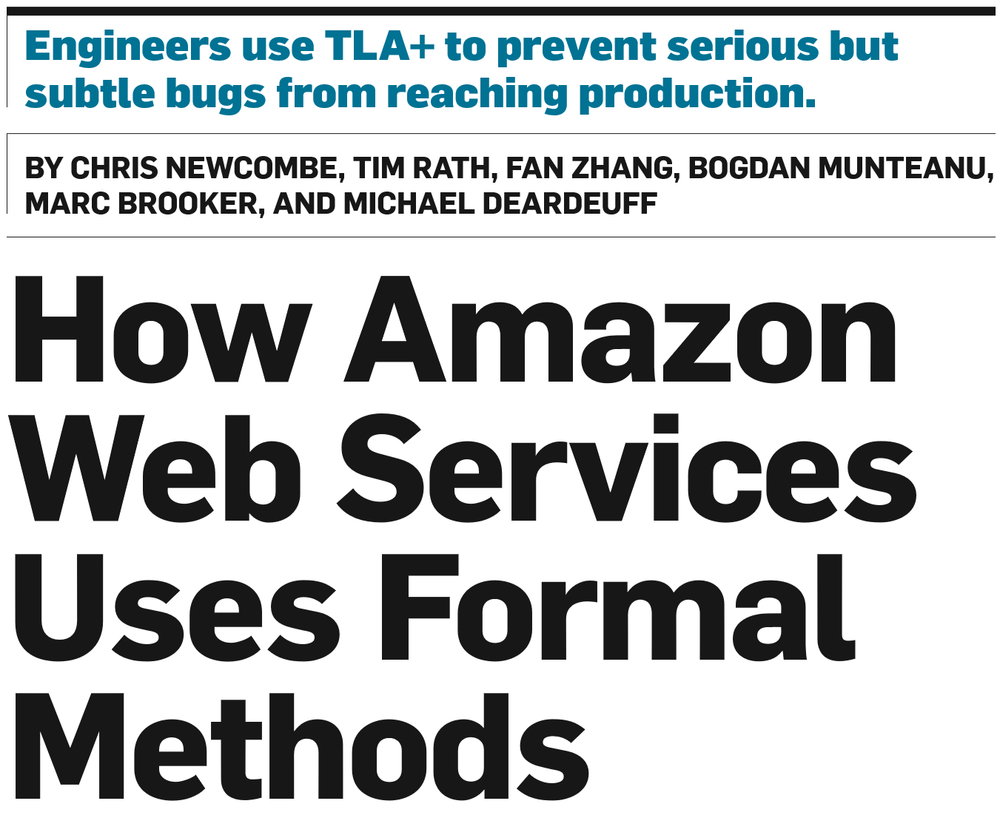 Engineers use TLA+ to prevent serious but
subtle bugs from reaching production.
BY CHRIS NEWCOMBE, TIM RATH, FAN ZHANG, BOGDAN MUNTEANU,
MARC BROOKER, AND MICHAEL DEARDEUFF
How Amazon
Web Services
Uses Formal
Methods